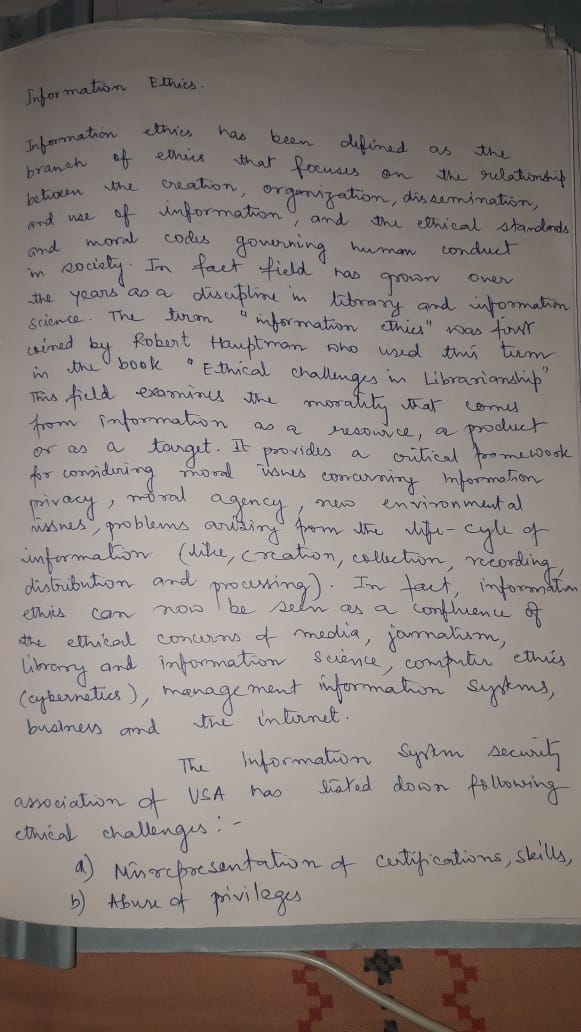 Information Ethics.
Information ethics has been defined as the
branch of ethics that focuses on the relationship
between the creation, organization, dissemination,
and use of information, and the ethical standards
and moral codes governing human conduct
in society. In fact field has grown over
the years as a discipline in library and information
science. The term "information ethics" was first
coined by Robert Hauptman who used this term
in the book "Ethical challenges in Librarianship"
This field examines the morality that comes
from information as a resource, a product
or as a target. It provides a critical framework
for considering moral issues concerning Information
privacy, moral agency, new environmental
issues, problems arising from the life-cyle of
information (like, creation, collection, recording,
distribution and processing). In fact, information
ethis can now be seen as a confluence of
the ethical concerns of media, jarnalism,
library and information science, computer ethics
(cybernetics), management information systems,
business and the internet.
The Information System security
association of USA has listed down following
ethical challenges :-
a) Misrepresentation of certifications, skills,
b) Abuse of privileges